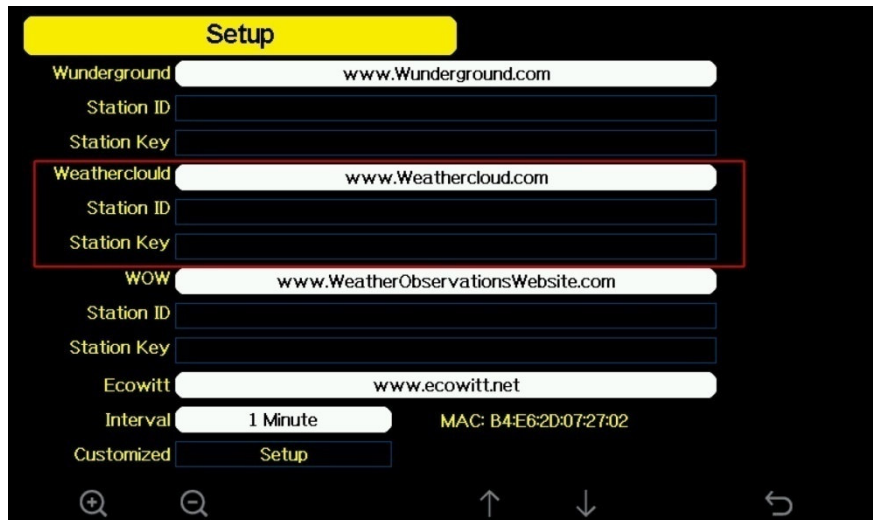 Setup
Wunderground www.Wunderground.com
Station ID
Station Key
Weatherclould www.Weathercloud.com
Station ID
Station Key
WOW www.WeatherObservationsWebsite.com
Station ID
Station Key
Ecowitt www.ecowitt.net
Interval 1 Minute MAC: B4:E6:2D:07:27:02
Customized Setup